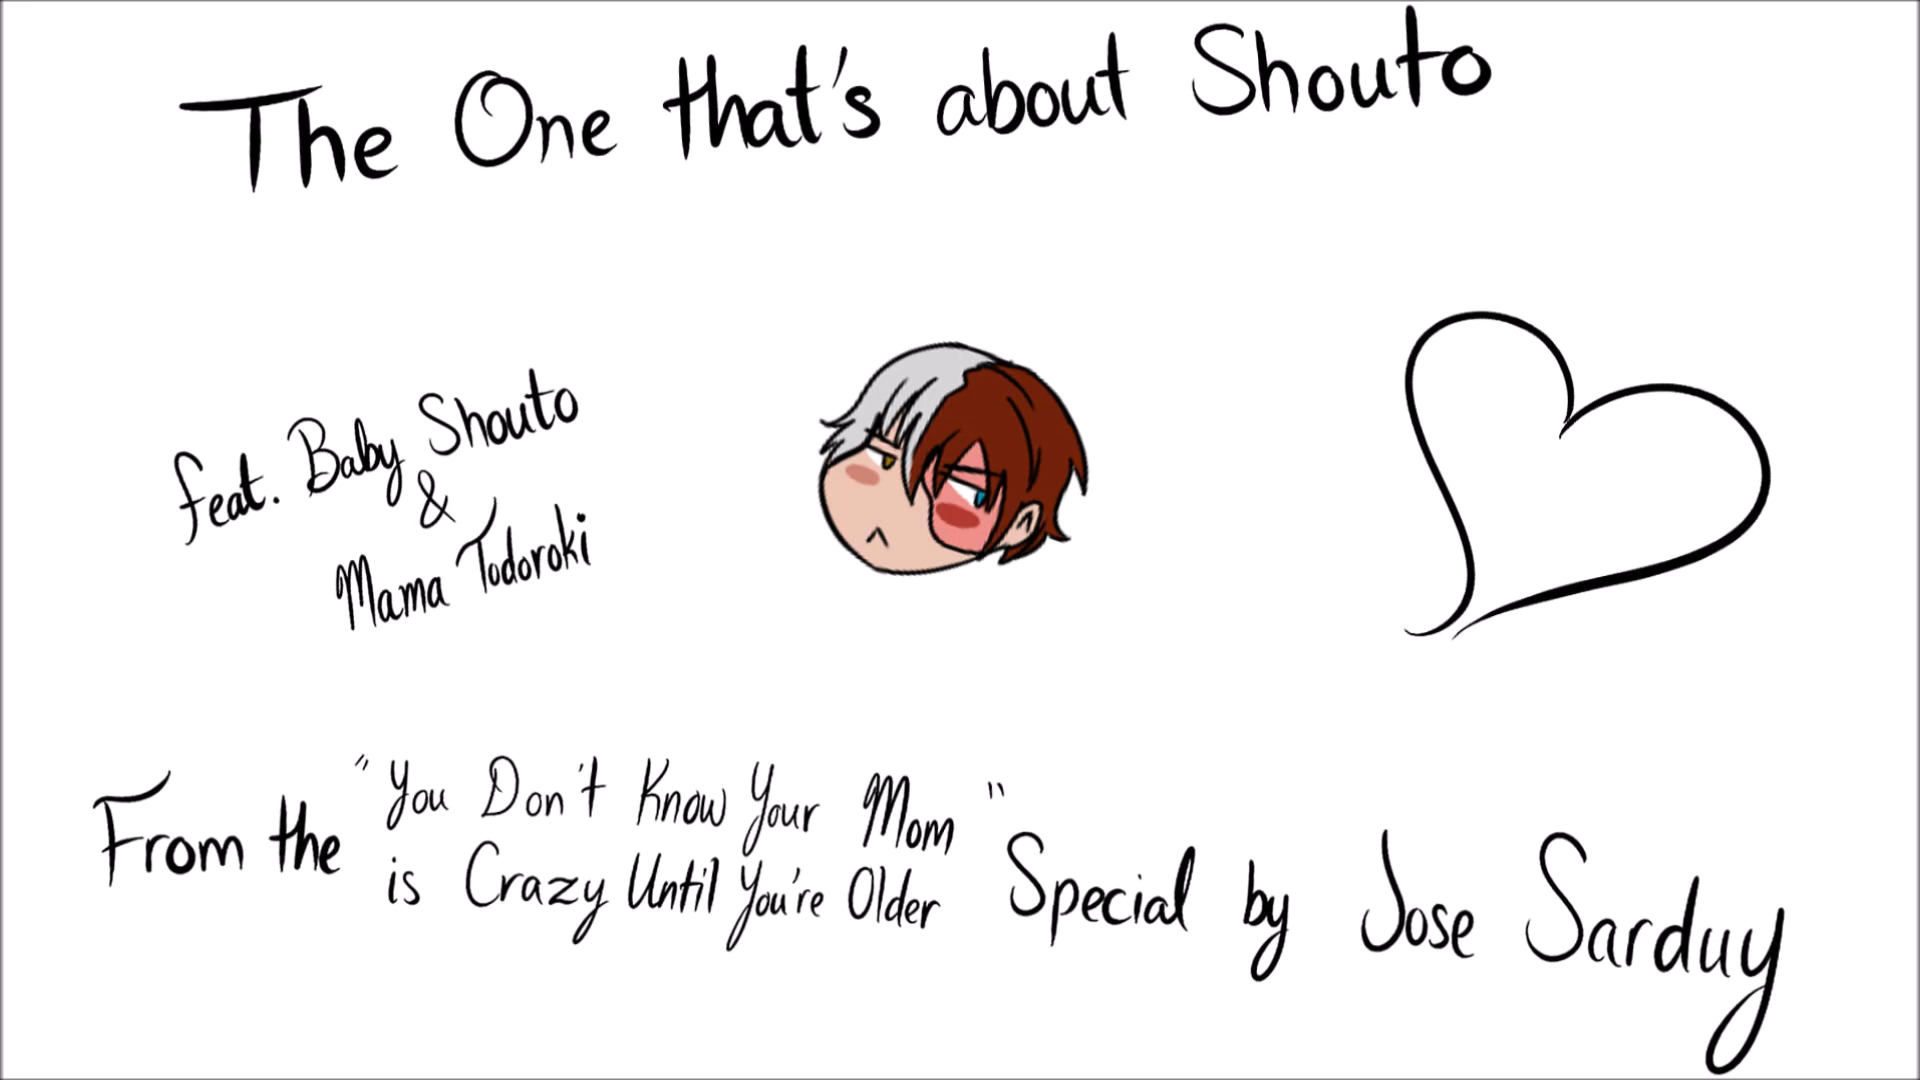 The One that's about Shouto
feat. Baby Shouto
&
Mama Todoroki
From the "You Don't Know Your Mom
is Crazy Until You're Older" Special by Jose Sarduy